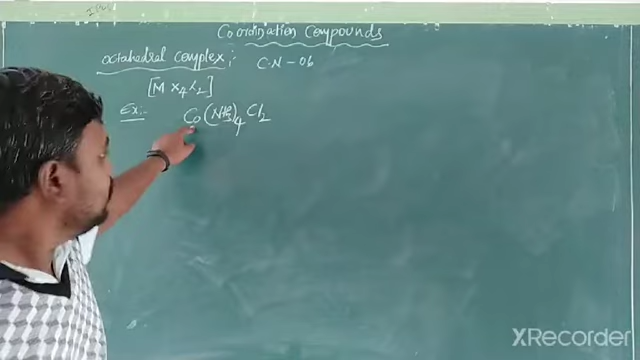 Coordination Compounds
Octahedral Complex :- C.N - 06
[M X4 L2]
Ex:- Co(NH3)4 Cl2
XRecorder